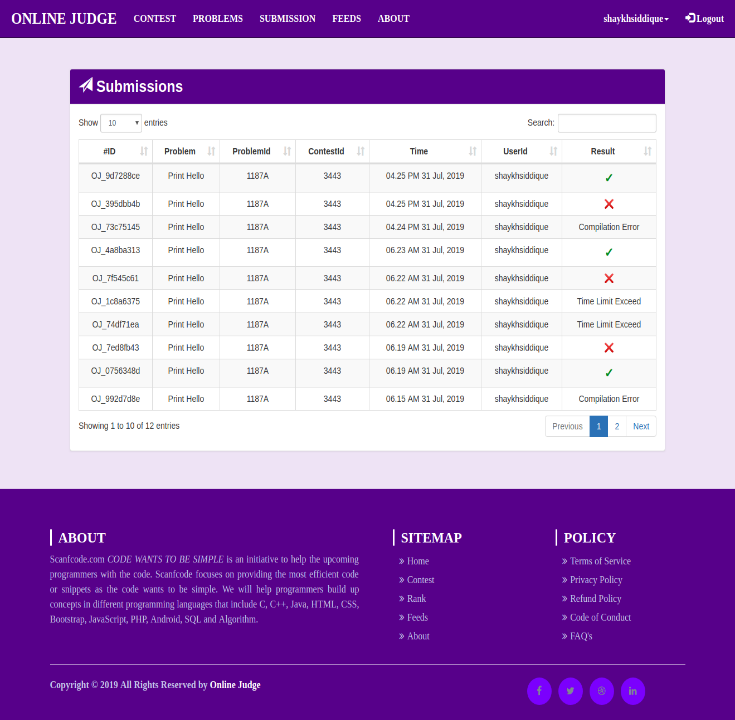 ONLINE JUDGE CONTEST PROBLEMS SUBMISSION FEEDS ABOUT shaykhsiddique Logout
Submissions
Show 10 entries Search:
#ID Problem ProblemId ContestId Time UserId Result
OJ_9d7288ce Print Hello 1187A 3443 04.25 PM 31 Jul, 2019 shaykhsiddique ✓
OJ_395dbb4b Print Hello 1187A 3443 04.25 PM 31 Jul, 2019 shaykhsiddique ❌
OJ_73c75145 Print Hello 1187A 3443 04.24 PM 31 Jul, 2019 shaykhsiddique Compilation Error
OJ_4a8ba313 Print Hello 1187A 3443 06.23 AM 31 Jul, 2019 shaykhsiddique ✓
OJ_7f545c61 Print Hello 1187A 3443 06.22 AM 31 Jul, 2019 shaykhsiddique ❌
OJ_1c8a6375 Print Hello 1187A 3443 06.22 AM 31 Jul, 2019 shaykhsiddique Time Limit Exceed
OJ_74df71ea Print Hello 1187A 3443 06.22 AM 31 Jul, 2019 shaykhsiddique Time Limit Exceed
OJ_7ed8fb43 Print Hello 1187A 3443 06.19 AM 31 Jul, 2019 shaykhsiddique ❌
OJ_0756348d Print Hello 1187A 3443 06.19 AM 31 Jul, 2019 shaykhsiddique ✓
OJ_992d7d8e Print Hello 1187A 3443 06.15 AM 31 Jul, 2019 shaykhsiddique Compilation Error
Showing 1 to 10 of 12 entries Previous 1 2 Next
ABOUT
Scanfcode.com CODE WANTS TO BE SIMPLE is an initiative to help the upcoming
programmers with the code. Scanfcode focuses on providing the most efficient code
or snippets as the code wants to be simple. We will help programmers build up
concepts in different programming languages that include C, C++, Java, HTML, CSS,
Bootstrap, JavaScript, PHP, Android, SQL and Algorithm.
SITEMAP
» Home
» Contest
» Rank
» Feeds
» About
POLICY
» Terms of Service
» Privacy Policy
» Refund Policy
» Code of Conduct
» FAQ's
Copyright © 2019 All Rights Reserved by Online Judge